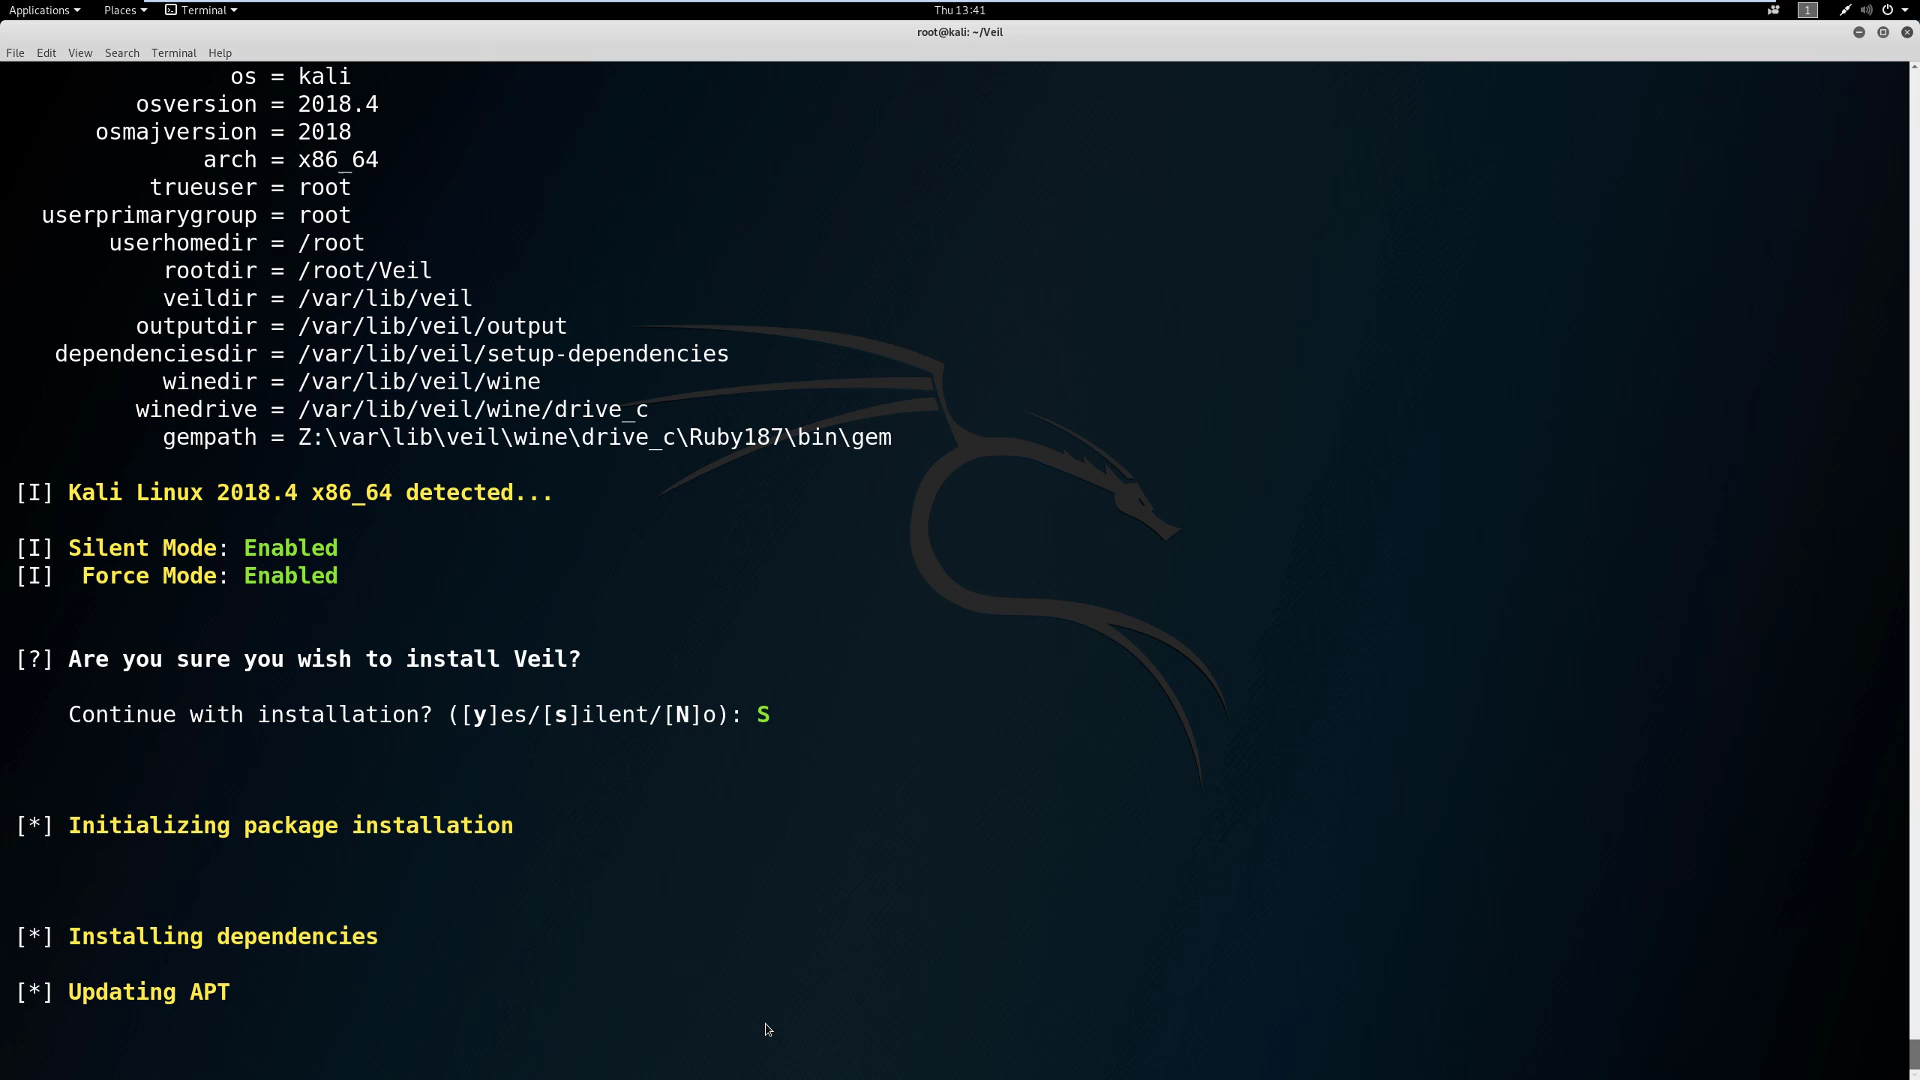 Applications Places Terminal Thu 13:41 1
root@kali: ~/Veil
File Edit View Search Terminal Help
os = kali
osversion = 2018.4
osmajversion = 2018
arch = x86_64
trueuser = root
userprimarygroup = root
userhomedir = /root
rootdir = /root/Veil
veildir = /var/lib/veil
outputdir = /var/lib/veil/output
dependenciesdir = /var/lib/veil/setup-dependencies
winedir = /var/lib/veil/wine
winedrive = /var/lib/veil/wine/drive_c
gempath = Z:\var\lib\veil\wine\drive_c\Ruby187\bin\gem
[I] Kali Linux 2018.4 x86_64 detected...
[I] Silent Mode: Enabled
[I] Force Mode: Enabled
[?] Are you sure you wish to install Veil?
Continue with installation? ([y]es/[s]ilent/[N]o): S
[*] Initializing package installation
[*] Installing dependencies
[*] Updating APT